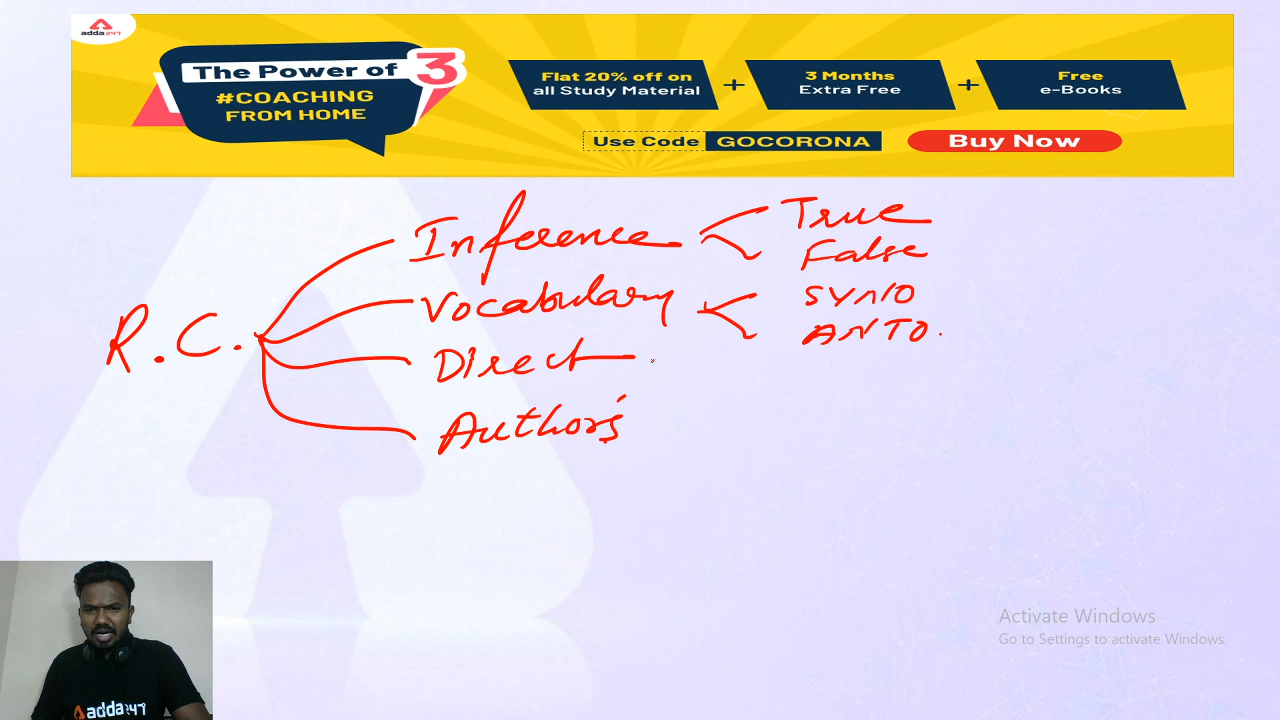 adda247
The Power of 3
#COACHING
FROM HOME
Flat 20% off on
all Study Material
+
3 Months
Extra Free
+
Free
e-Books
Use Code GOCORONA
Buy Now
R.C.
Inference
True
False
Vocabulary
SYNO
ANTO.
Direct
Author's
Activate Windows
Go to Settings to activate Windows.
adda247